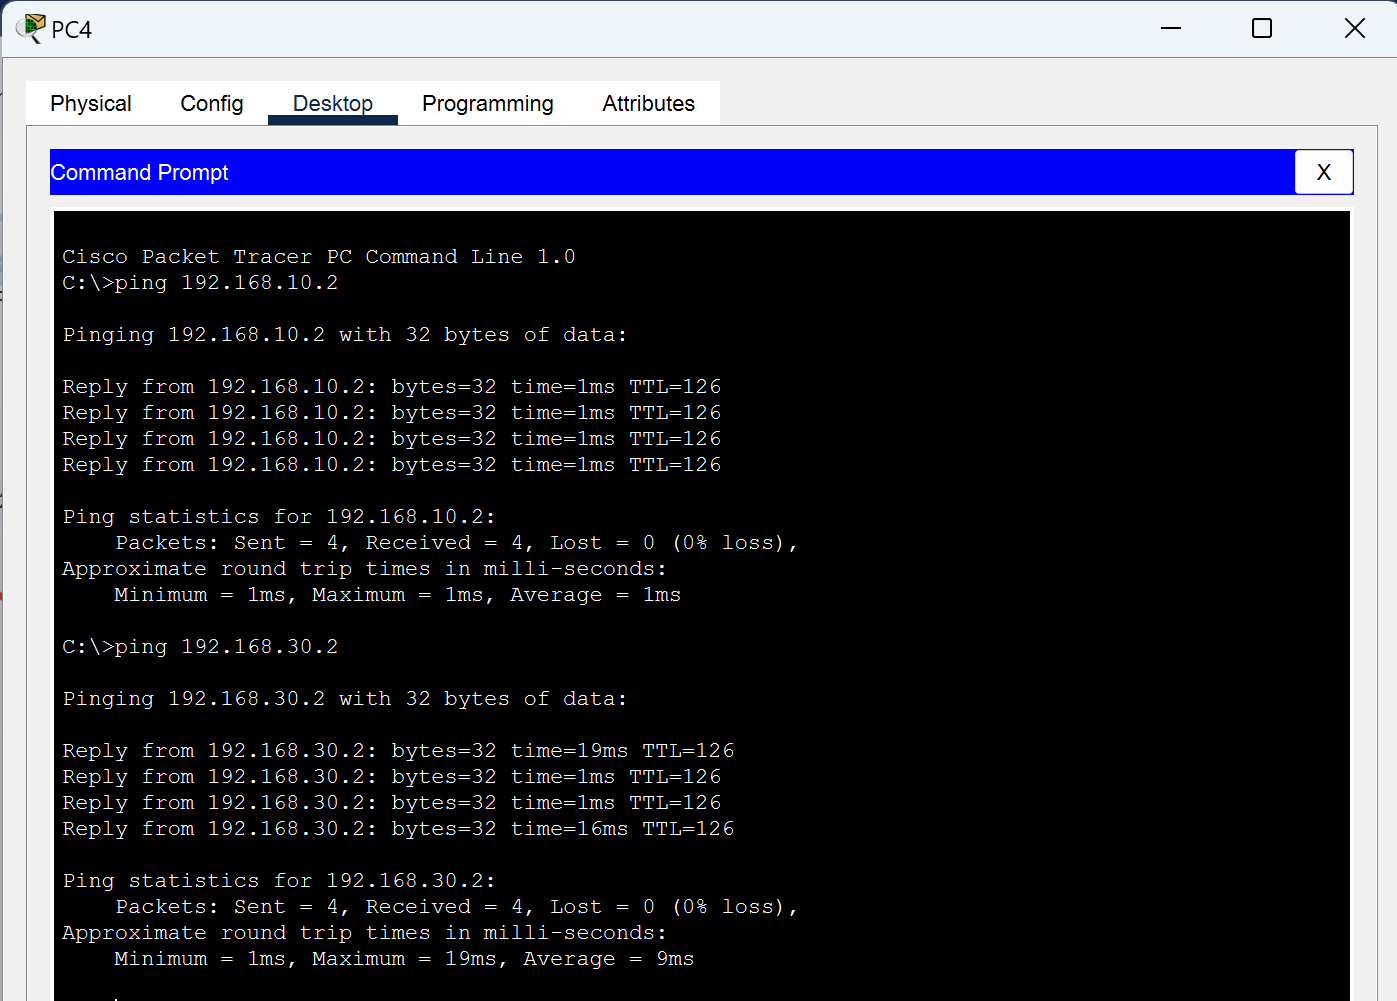 PC4
Physical Config Desktop Programming Attributes
Command Prompt X
Cisco Packet Tracer PC Command Line 1.0
C:\>ping 192.168.10.2
Pinging 192.168.10.2 with 32 bytes of data:
Reply from 192.168.10.2: bytes=32 time=1ms TTL=126
Reply from 192.168.10.2: bytes=32 time=1ms TTL=126
Reply from 192.168.10.2: bytes=32 time=1ms TTL=126
Reply from 192.168.10.2: bytes=32 time=1ms TTL=126
Ping statistics for 192.168.10.2:
    Packets: Sent = 4, Received = 4, Lost = 0 (0% loss),
Approximate round trip times in milli-seconds:
    Minimum = 1ms, Maximum = 1ms, Average = 1ms
C:\>ping 192.168.30.2
Pinging 192.168.30.2 with 32 bytes of data:
Reply from 192.168.30.2: bytes=32 time=19ms TTL=126
Reply from 192.168.30.2: bytes=32 time=1ms TTL=126
Reply from 192.168.30.2: bytes=32 time=1ms TTL=126
Reply from 192.168.30.2: bytes=32 time=16ms TTL=126
Ping statistics for 192.168.30.2:
    Packets: Sent = 4, Received = 4, Lost = 0 (0% loss),
Approximate round trip times in milli-seconds:
    Minimum = 1ms, Maximum = 19ms, Average = 9ms